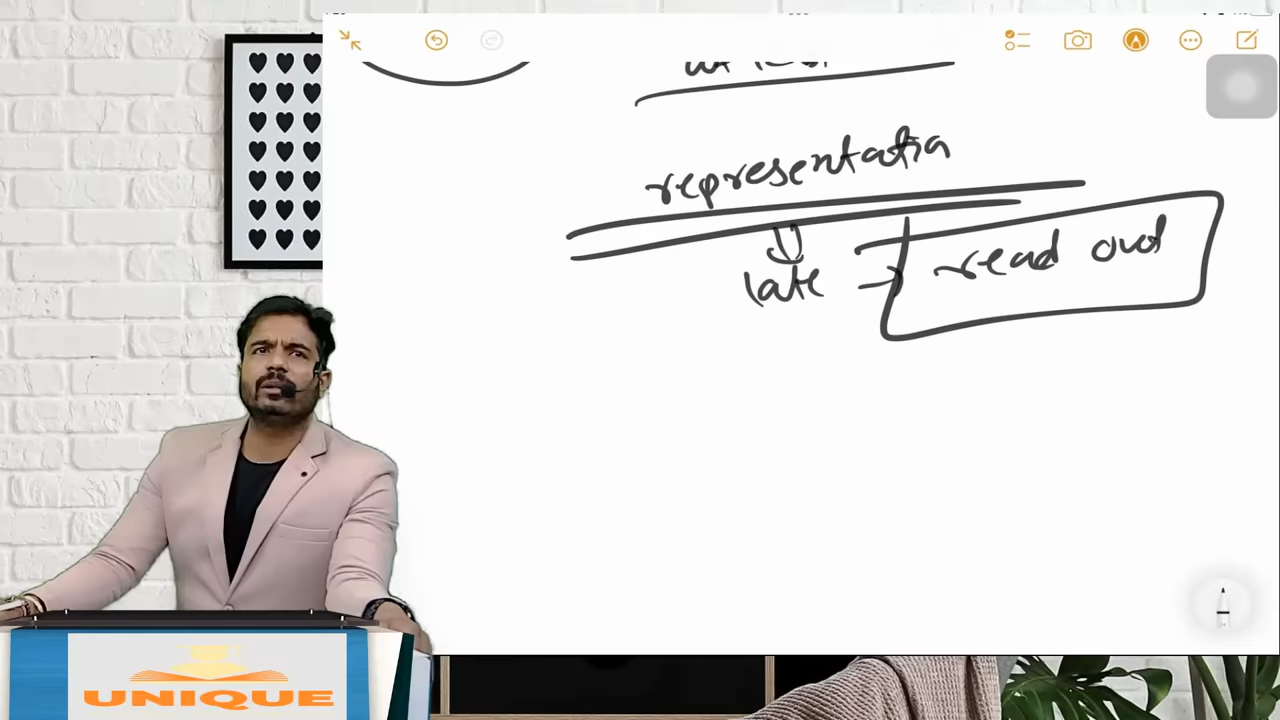 representatia
late → read out
UNIQUE